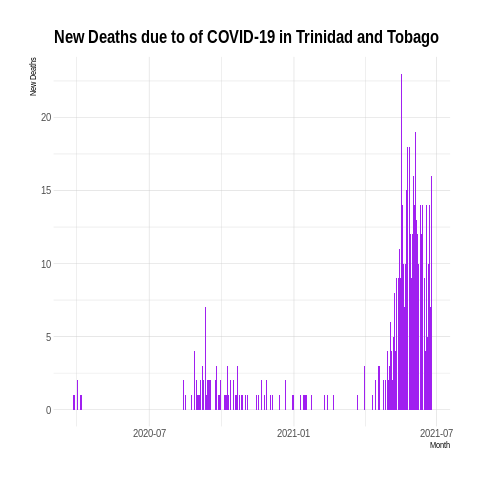 New Deaths due to of COVID-19 in Trinidad and Tobago
New Deaths
20
15
10
5
0
2020-07 2021-01 2021-07
Month